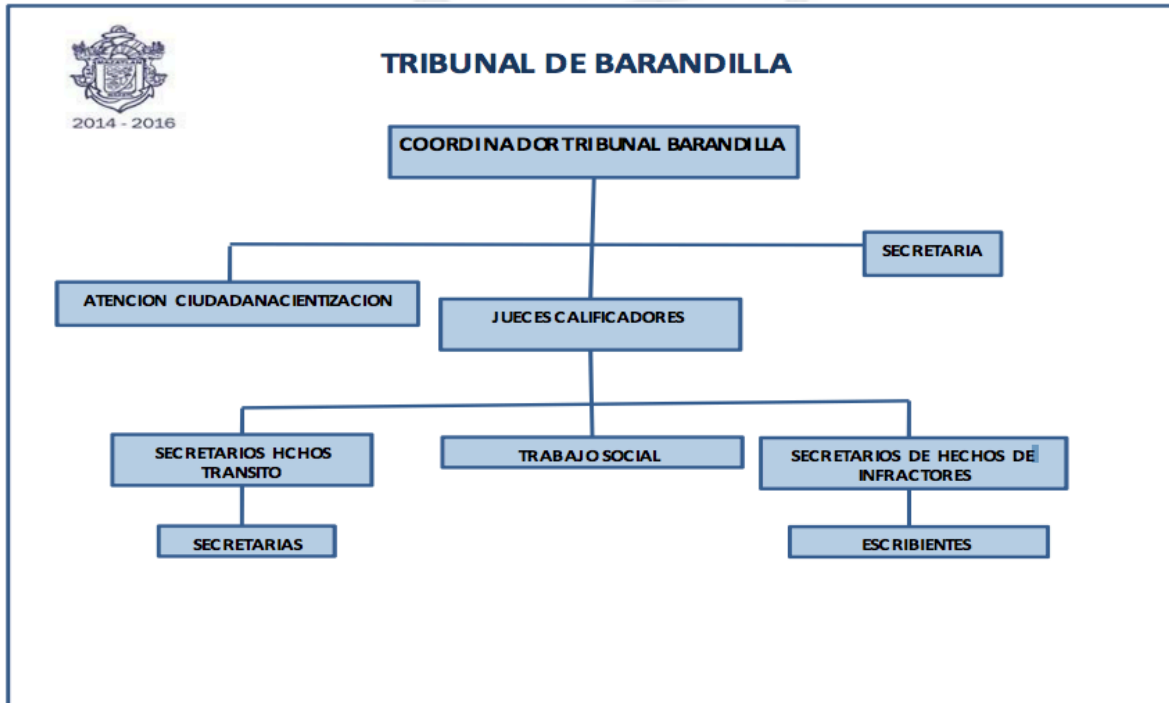 TRIBUNAL DE BARANDILLA
MAZATLAN
2014 - 2016
COORDINADOR TRIBUNAL BARANDILLA
SECRETARIA
ATENCION CIUDADANACIENTIZACION
JUECES CALIFICADORES
SECRETARIOS HCHOS
TRANSITO
TRABAJO SOCIAL
SECRETARIOS DE HECHOS DE
INFRACTORES
SECRETARIAS
ESCRIBIENTES